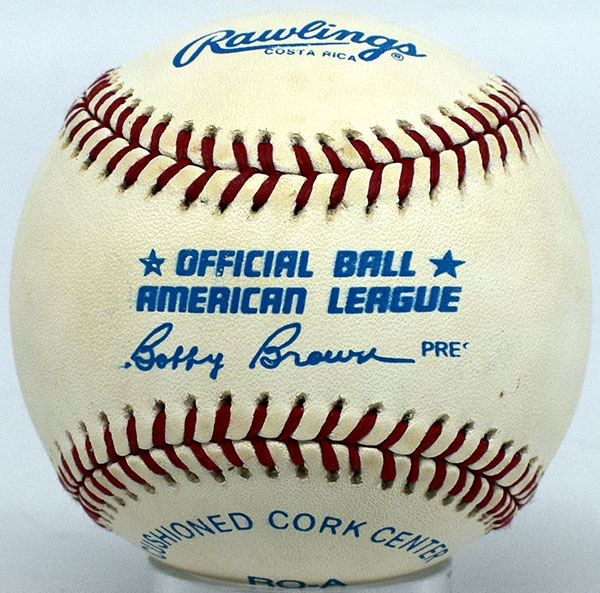 Rawlings ®
COSTA RICA
★ OFFICIAL BALL ★
AMERICAN LEAGUE
Bobby Brown PRES
CUSHIONED CORK CENTER
RO-A